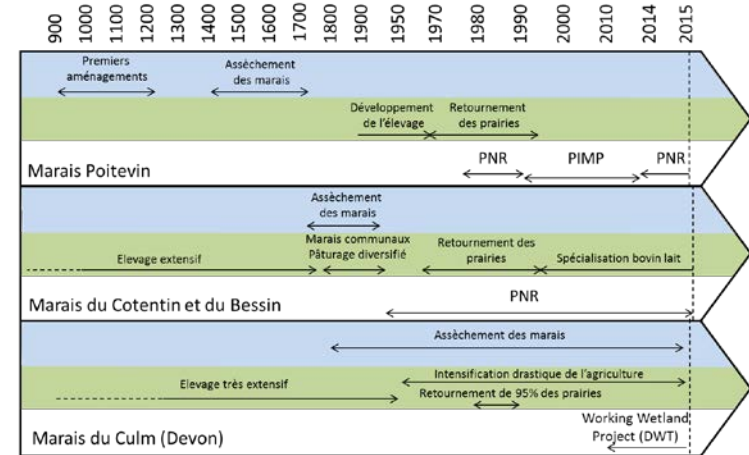 900 1000 1100 1200 1300 1400 1500 1600 1700 1800 1900 1950 1970 1980 1990 2000 2010 2014 2015
Premiers
aménagements
Assèchement
des marais
Développement
de l'élevage
Retournement
des prairies
PNR
PIMP
PNR
Marais Poitevin
Assèchement
des marais
Elevage extensif
Marais communaux
Pâturage diversifié
Retournement des
prairies
Spécialisation bovin lait
PNR
Marais du Cotentin et du Bessin
Assèchement des marais
Elevage très extensif
Intensification drastique de l'agriculture
Retournement de 95% des prairies
Working Wetland
Project (DWT)
Marais du Culm (Devon)